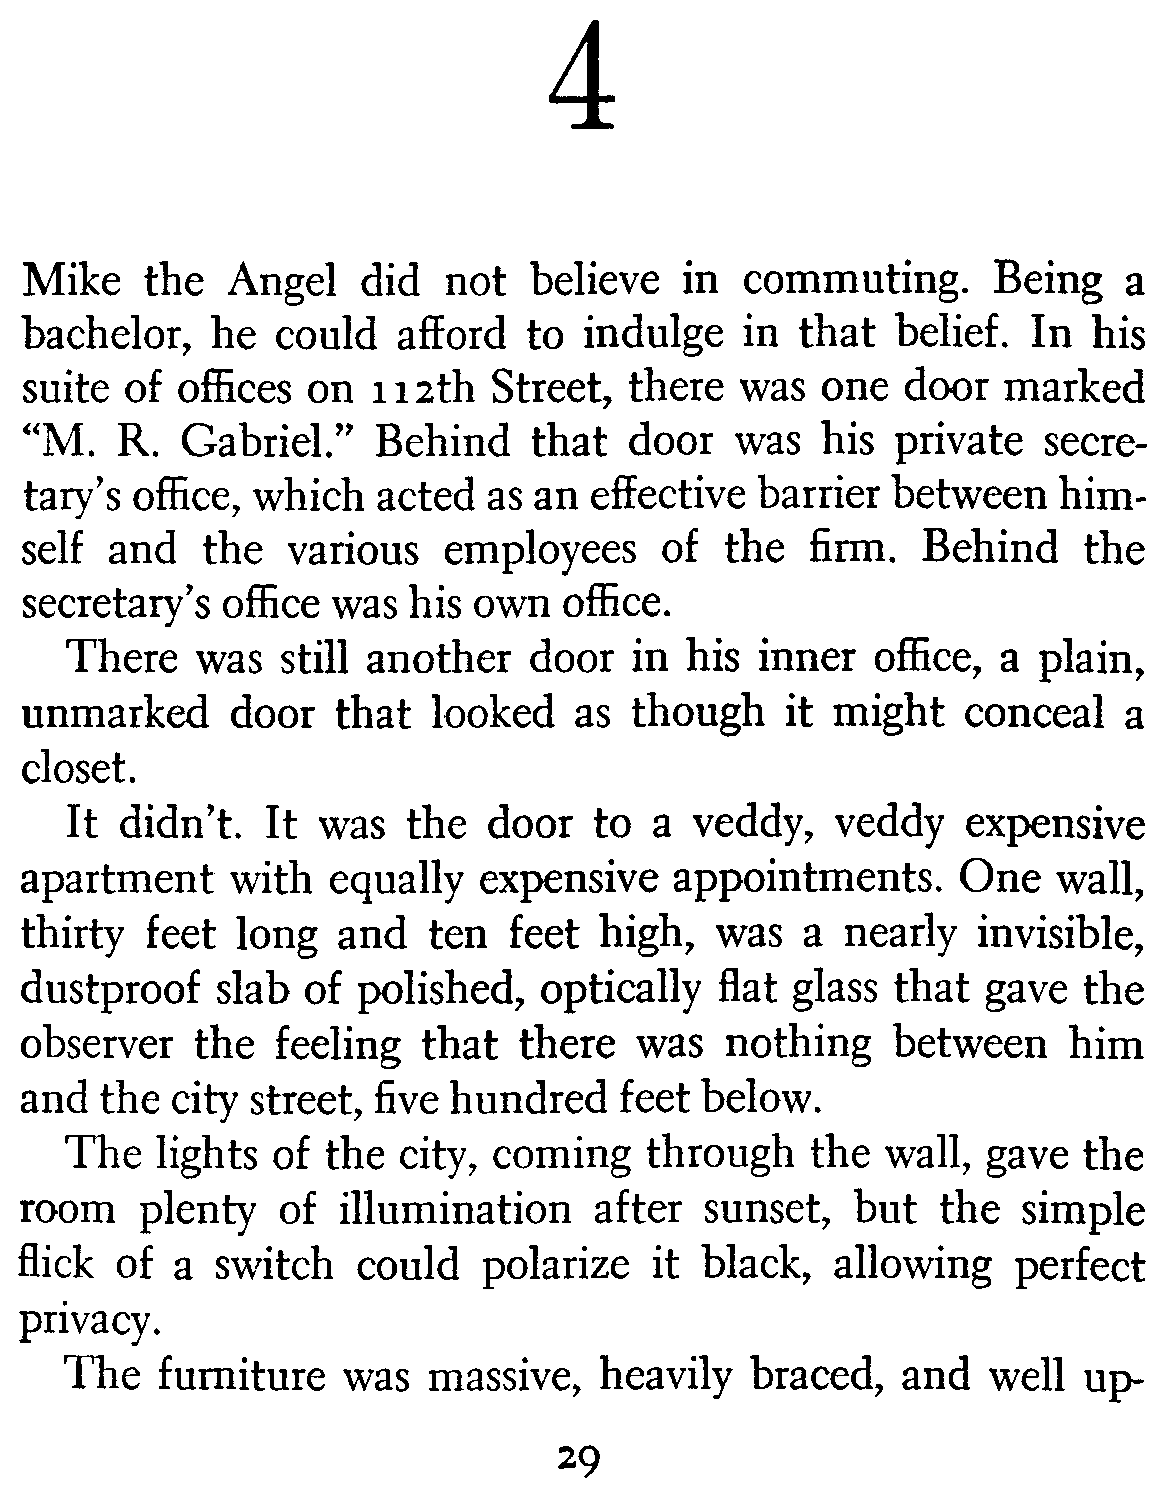 4
Mike the Angel did not believe in commuting. Being a
bachelor, he could afford to indulge in that belief. In his
suite of offices on 112th Street, there was one door marked
“M. R. Gabriel.” Behind that door was his private secre-
tary’s office, which acted as an effective barrier between him-
self and the various employees of the firm. Behind the
secretary’s office was his own office.
There was still another door in his inner office, a plain,
unmarked door that looked as though it might conceal a
closet.
It didn’t. It was the door to a veddy, veddy expensive
apartment with equally expensive appointments. One wall,
thirty feet long and ten feet high, was a nearly invisible,
dustproof slab of polished, optically flat glass that gave the
observer the feeling that there was nothing between him
and the city street, five hundred feet below.
The lights of the city, coming through the wall, gave the
room plenty of illumination after sunset, but the simple
flick of a switch could polarize it black, allowing perfect
privacy.
The furniture was massive, heavily braced, and well up-
29